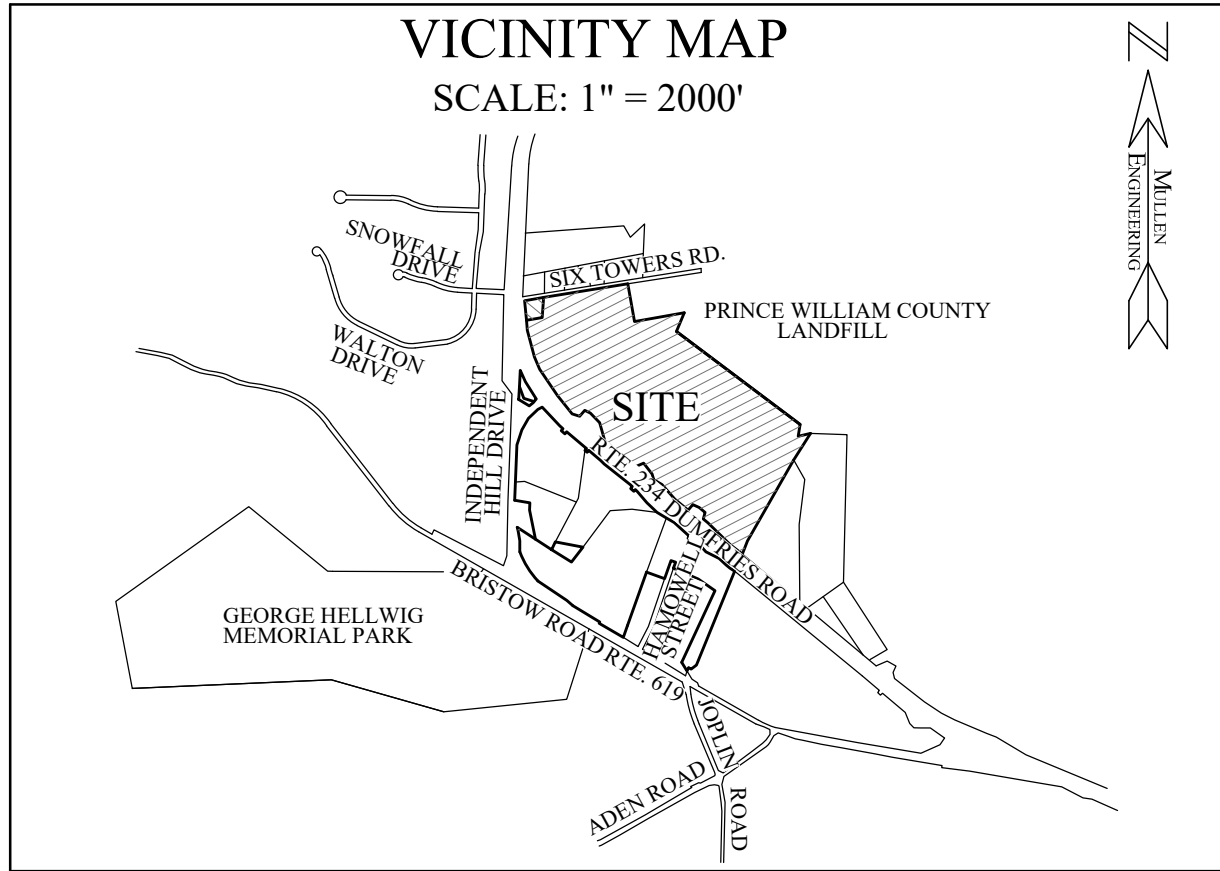 VICINITY MAP
SCALE: 1" = 2000'
N
MULLEN
ENGINEERING
SNOWFALL
DRIVE
SIX TOWERS RD.
PRINCE WILLIAM COUNTY
LANDFILL
WALTON
DRIVE
INDEPENDENT
HILL DRIVE
SITE
RTE. 234 DUMFRIES ROAD
HAMOWELL
STREET
BRISTOW ROAD RTE. 619
GEORGE HELLWIG
MEMORIAL PARK
JOPLIN
ROAD
ADEN ROAD